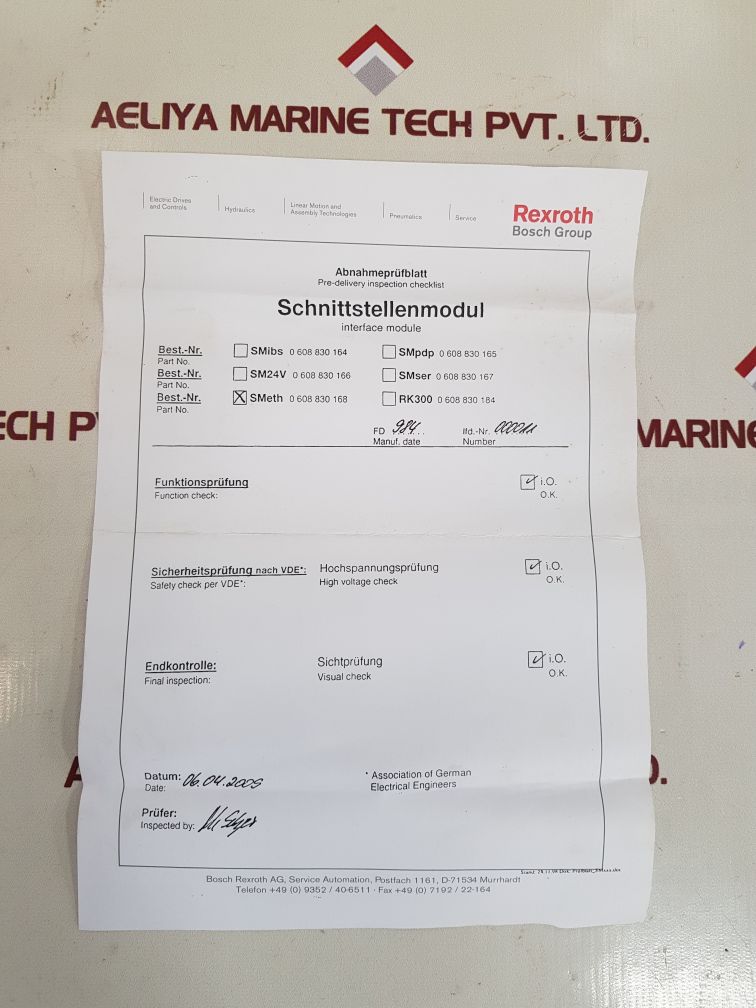 AELIYA MARINE TECH PVT. LTD.
Electric Drives and Controls
Hydraulics
Linear Motion and Assembly Technologies
Pneumatics
Service
Rexroth
Bosch Group
Abnahmeprüfblatt
Pre-delivery inspection checklist
Schnittstellenmodul
interface module
Best.-Nr. SMibs 0 608 830 164 SMpdp 0 608 830 165
Part No.
Best.-Nr. SM24V 0 608 830 166 SMser 0 608 830 167
Part No.
Best.-Nr. X SMeth 0 608 830 168 RK300 0 608 830 184
Part No.
FD 984 lfd.-Nr. 000011
Manuf. date Number
ECH P
MARINE
Funktionsprüfung ✓ i.O.
Function check: O.K.
Sicherheitsprüfung nach VDE*: Hochspannungsprüfung ✓ i.O.
Safety check per VDE*: High voltage check O.K.
Endkontrolle: Sichtprüfung ✓ i.O.
Final inspection: Visual check O.K.
Datum: 06.04.2005 * Association of German
Date: Electrical Engineers
Prüfer:
Inspected by:
A
D.
Bosch Rexroth AG, Service Automation, Postfach 1161, D-71534 Murrhardt
Telefon +49 (0) 9352 / 40-6511 · Fax +49 (0) 7192 / 22-164